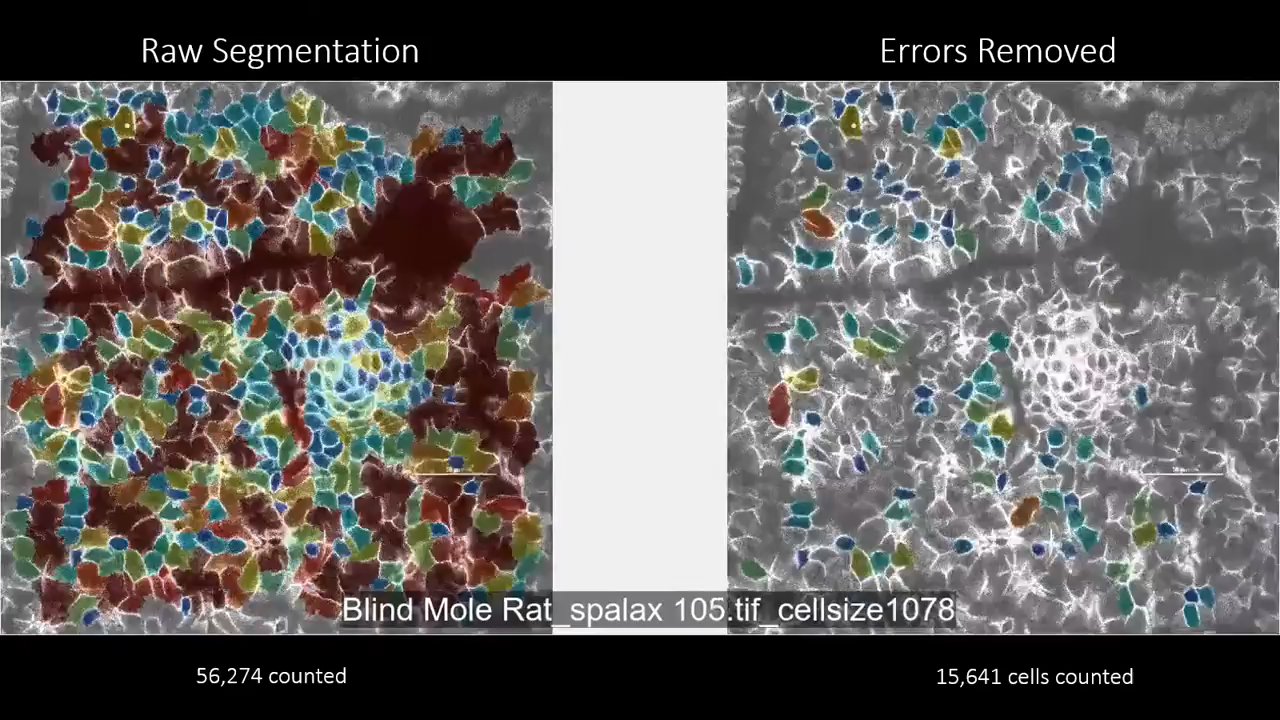 Raw Segmentation
Errors Removed
Blind Mole Rat_spalax 105.tif_cellsize1078
56,274 counted
15,641 cells counted